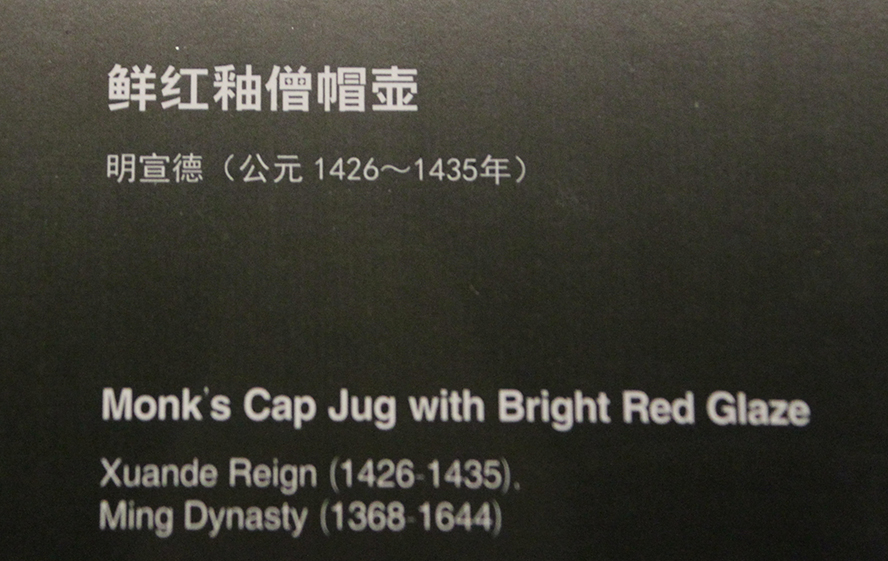 鲜红釉僧帽壶
明宣德（公元 1426～1435年）
Monk's Cap Jug with Bright Red Glaze
Xuande Reign (1426-1435),
Ming Dynasty (1368-1644)